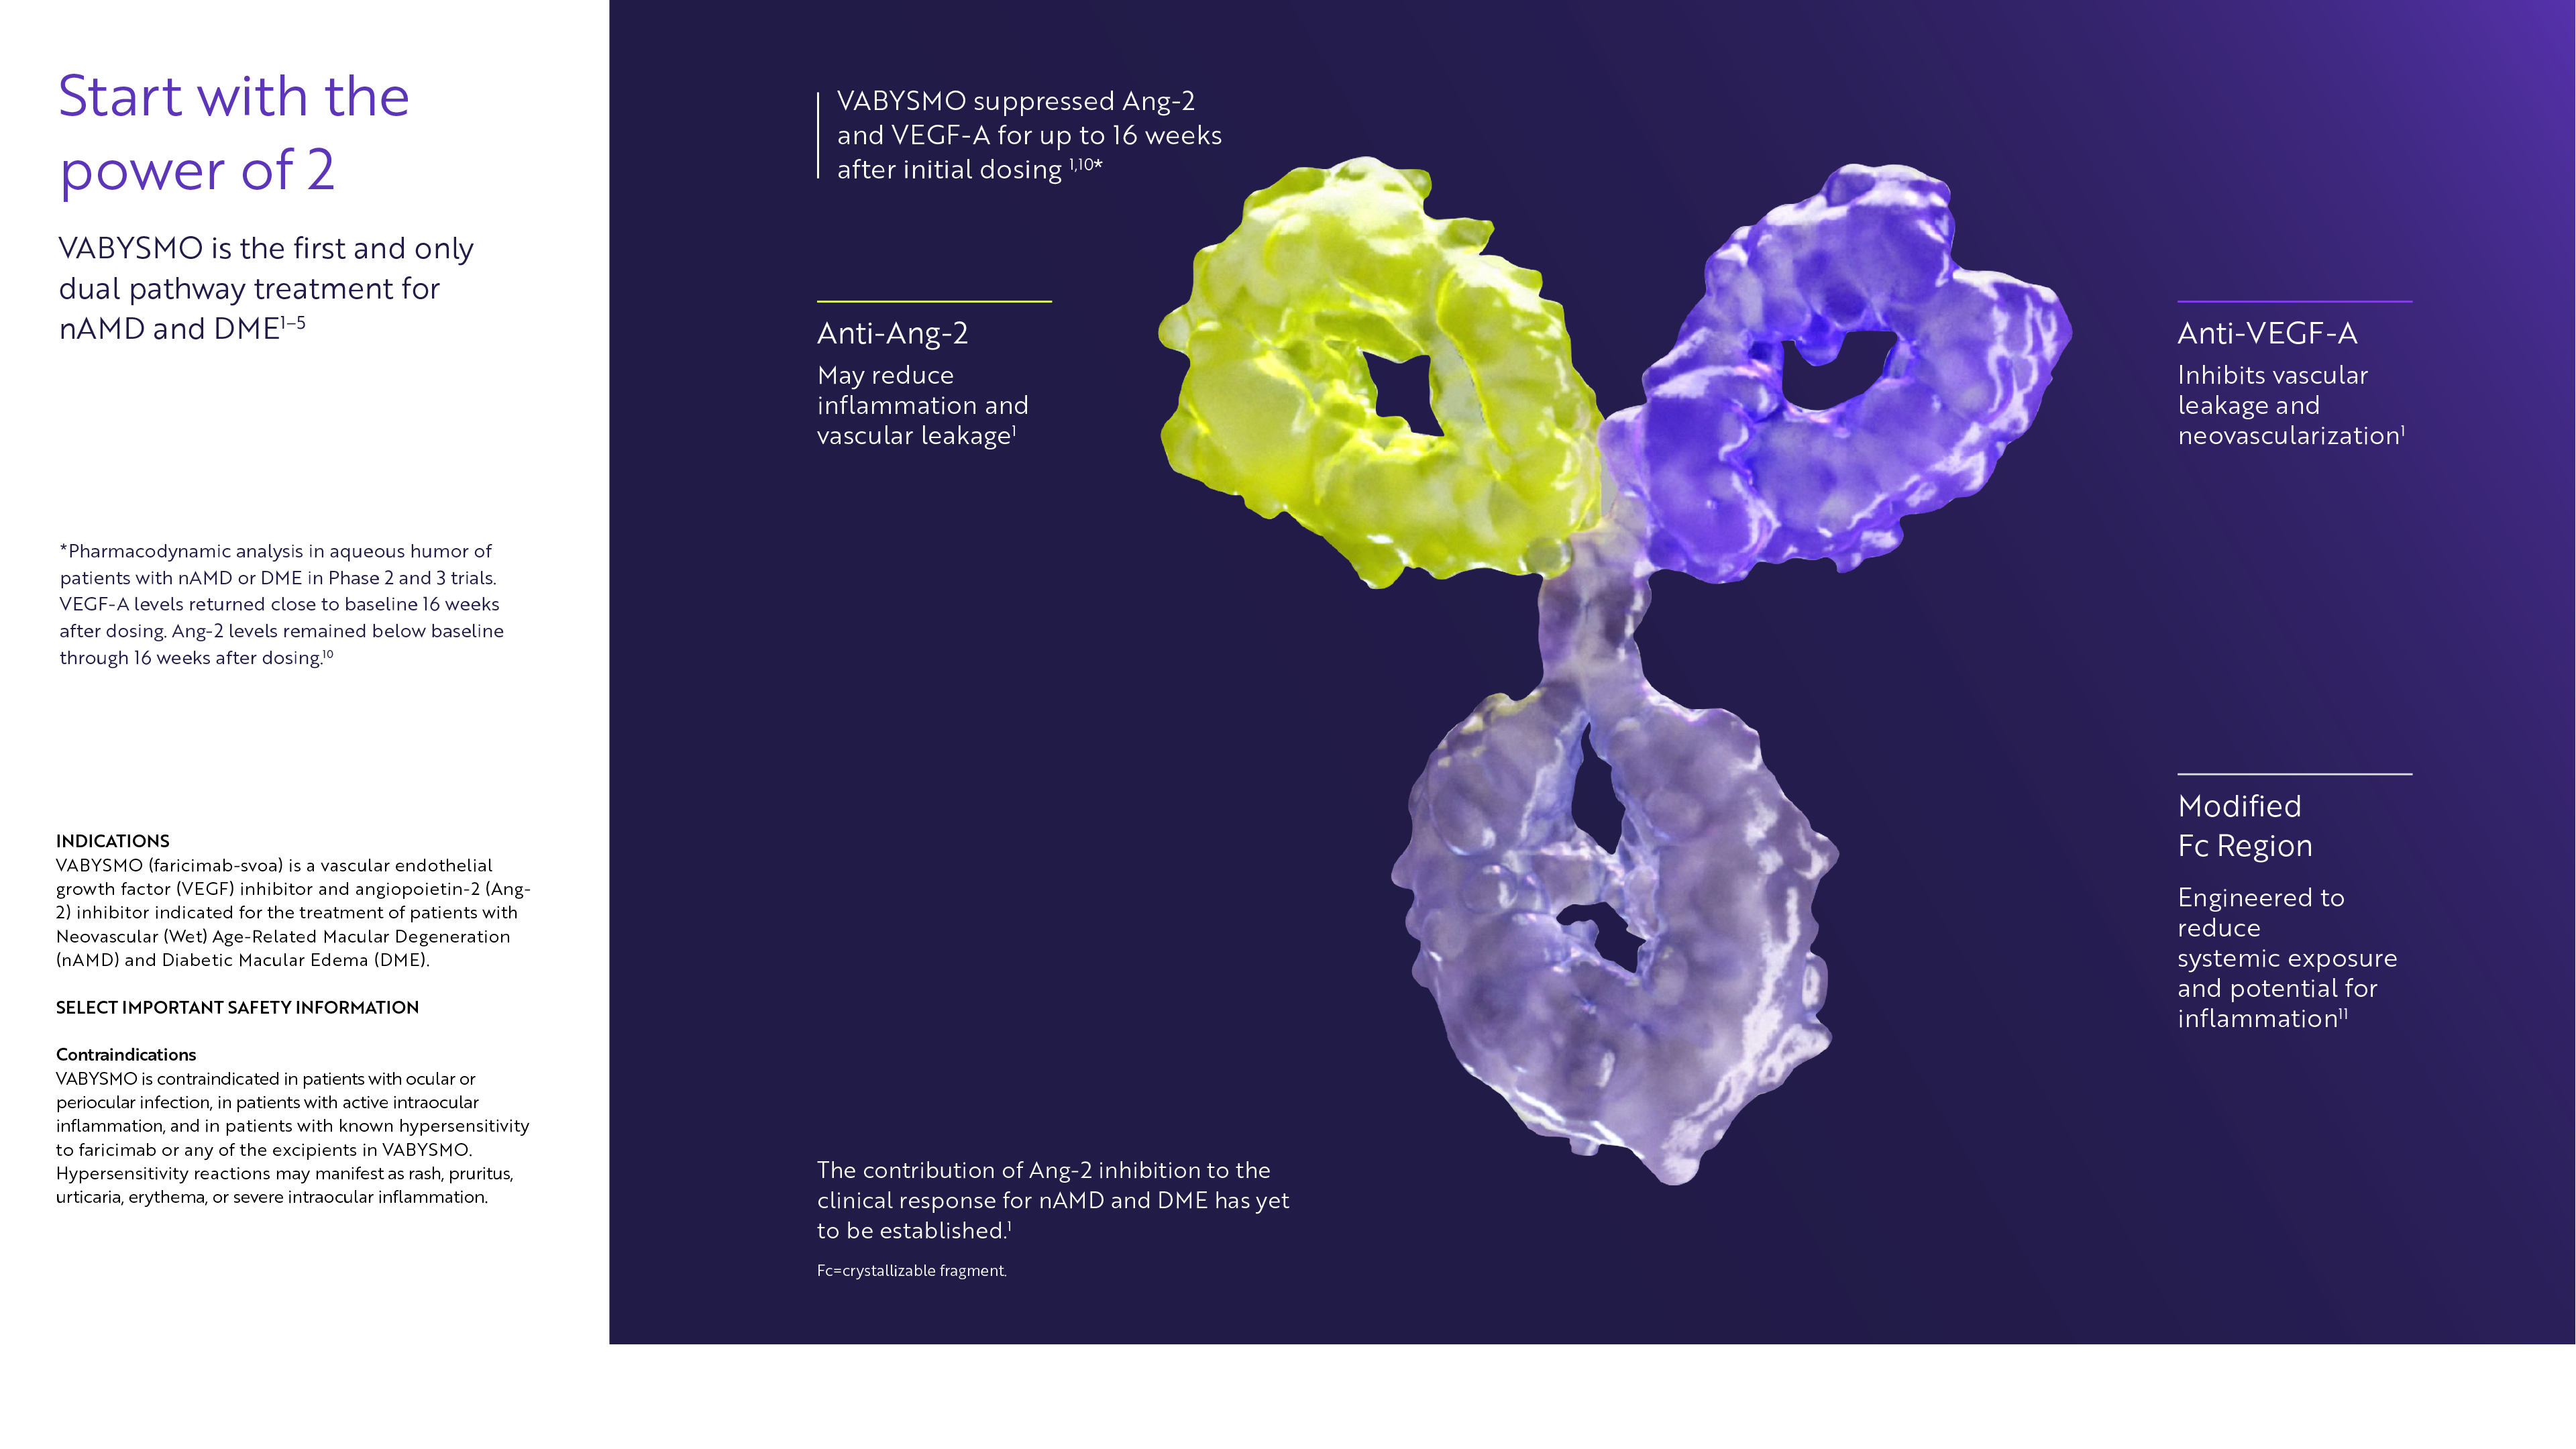 Start with the
power of 2
VABYSMO is the first and only
dual pathway treatment for
nAMD and DME1–5
*Pharmacodynamic analysis in aqueous humor of
patients with nAMD or DME in Phase 2 and 3 trials.
VEGF-A levels returned close to baseline 16 weeks
after dosing. Ang-2 levels remained below baseline
through 16 weeks after dosing.10
INDICATIONS
VABYSMO (faricimab-svoa) is a vascular endothelial
growth factor (VEGF) inhibitor and angiopoietin-2 (Ang-
2) inhibitor indicated for the treatment of patients with
Neovascular (Wet) Age-Related Macular Degeneration
(nAMD) and Diabetic Macular Edema (DME).
SELECT IMPORTANT SAFETY INFORMATION
Contraindications
VABYSMO is contraindicated in patients with ocular or
periocular infection, in patients with active intraocular
inflammation, and in patients with known hypersensitivity
to faricimab or any of the excipients in VABYSMO.
Hypersensitivity reactions may manifest as rash, pruritus,
urticaria, erythema, or severe intraocular inflammation.
VABYSMO suppressed Ang-2
and VEGF-A for up to 16 weeks
after initial dosing 1,10*
Anti-Ang-2
May reduce
inflammation and
vascular leakage1
Anti-VEGF-A
Inhibits vascular
leakage and
neovascularization1
Modified
Fc Region
Engineered to
reduce
systemic exposure
and potential for
inflammation11
The contribution of Ang-2 inhibition to the
clinical response for nAMD and DME has yet
to be established.1
Fc=crystallizable fragment.